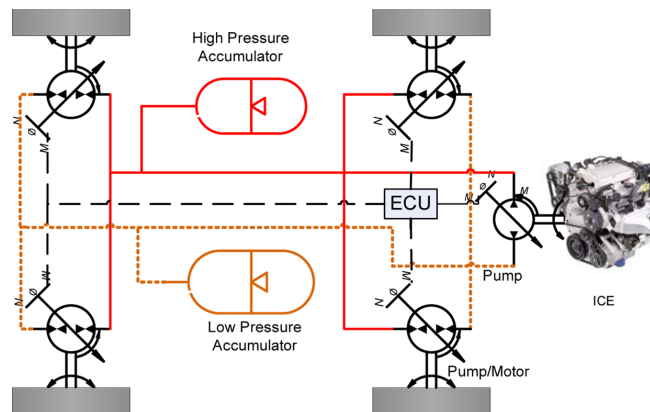 High Pressure
Accumulator
N
Ø
M
N
Ø
M
ECU
N
Ø
M
M
Pump
ICE
M
Ø
N
M
Ø
N
Low Pressure
Accumulator
Pump/Motor